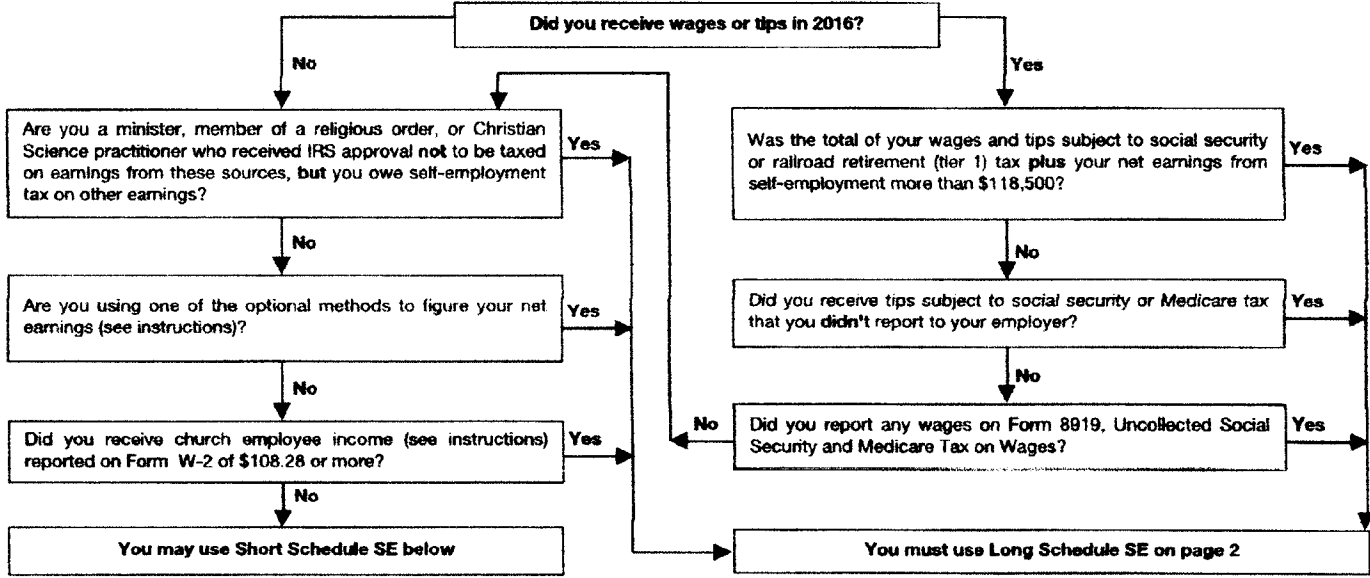 Did you receive wages or tips in 2016?
No
Yes
Are you a minister, member of a religious order, or Christian
Science practitioner who received IRS approval not to be taxed
on earnings from these sources, but you owe self-employment
tax on other earnings?
Yes
Was the total of your wages and tips subject to social security
or railroad retirement (tier 1) tax plus your net earnings from
self-employment more than $118,500?
Yes
No
No
Are you using one of the optional methods to figure your net
earnings (see instructions)?
Yes
Did you receive tips subject to social security or Medicare tax
that you didn't report to your employer?
Yes
No
No
Did you receive church employee income (see instructions)
reported on Form W-2 of $108.28 or more?
Yes
No
Did you report any wages on Form 8919, Uncollected Social
Security and Medicare Tax on Wages?
Yes
No
You may use Short Schedule SE below
You must use Long Schedule SE on page 2